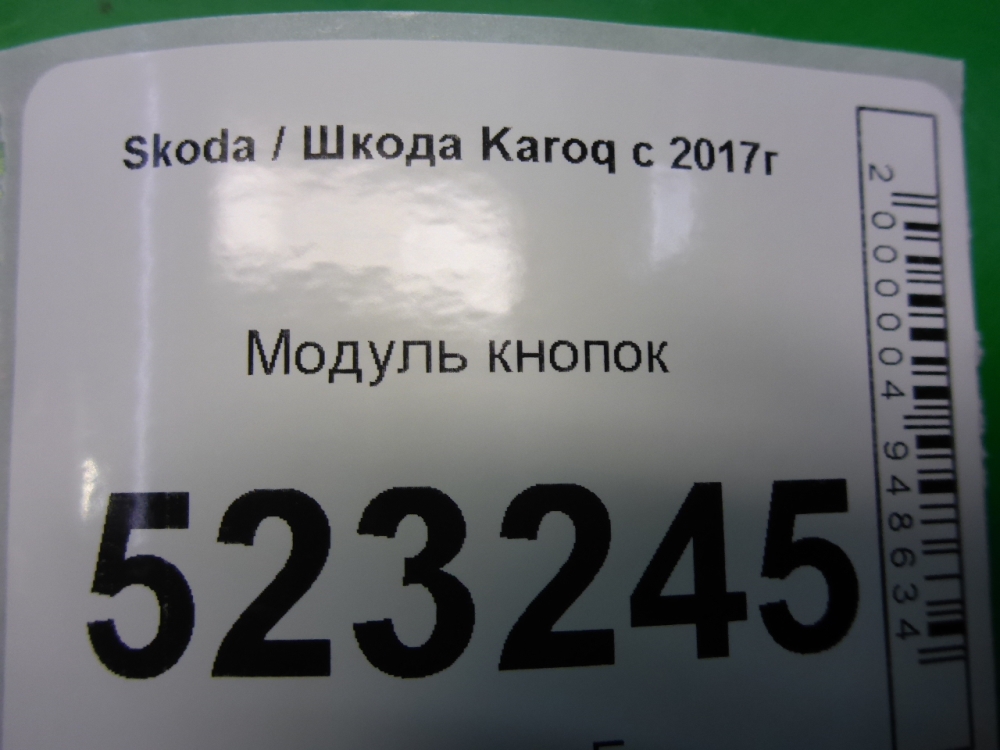 Skoda / Шкода Karoq с 2017г
Модуль кнопок
523245
2000004948634